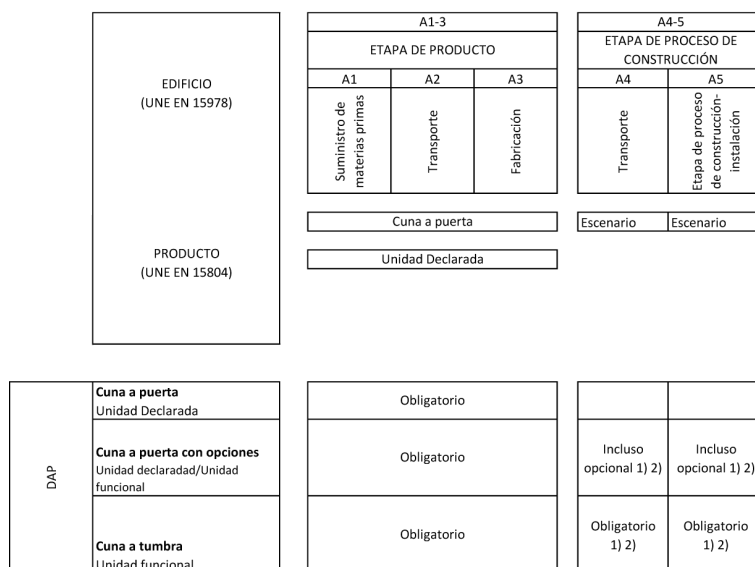 EDIFICIO
(UNE EN 15978)
PRODUCTO
(UNE EN 15804)
A1-3
ETAPA DE PRODUCTO
A1
A2
A3
Suministro de
materias primas
Transporte
Fabricación
Cuna a puerta
Unidad Declarada
A4-5
ETAPA DE PROCESO DE
CONSTRUCCIÓN
A4
A5
Transporte
Etapa de proceso
de construcción-
instalación
Escenario
Escenario
DAP
Cuna a puerta
Unidad Declarada
Obligatorio
Cuna a puerta con opciones
Unidad declaradad/Unidad
funcional
Obligatorio
Incluso
opcional 1) 2)
Incluso
opcional 1) 2)
Cuna a tumbra
Unidad funcional
Obligatorio
Obligatorio
1) 2)
Obligatorio
1) 2)